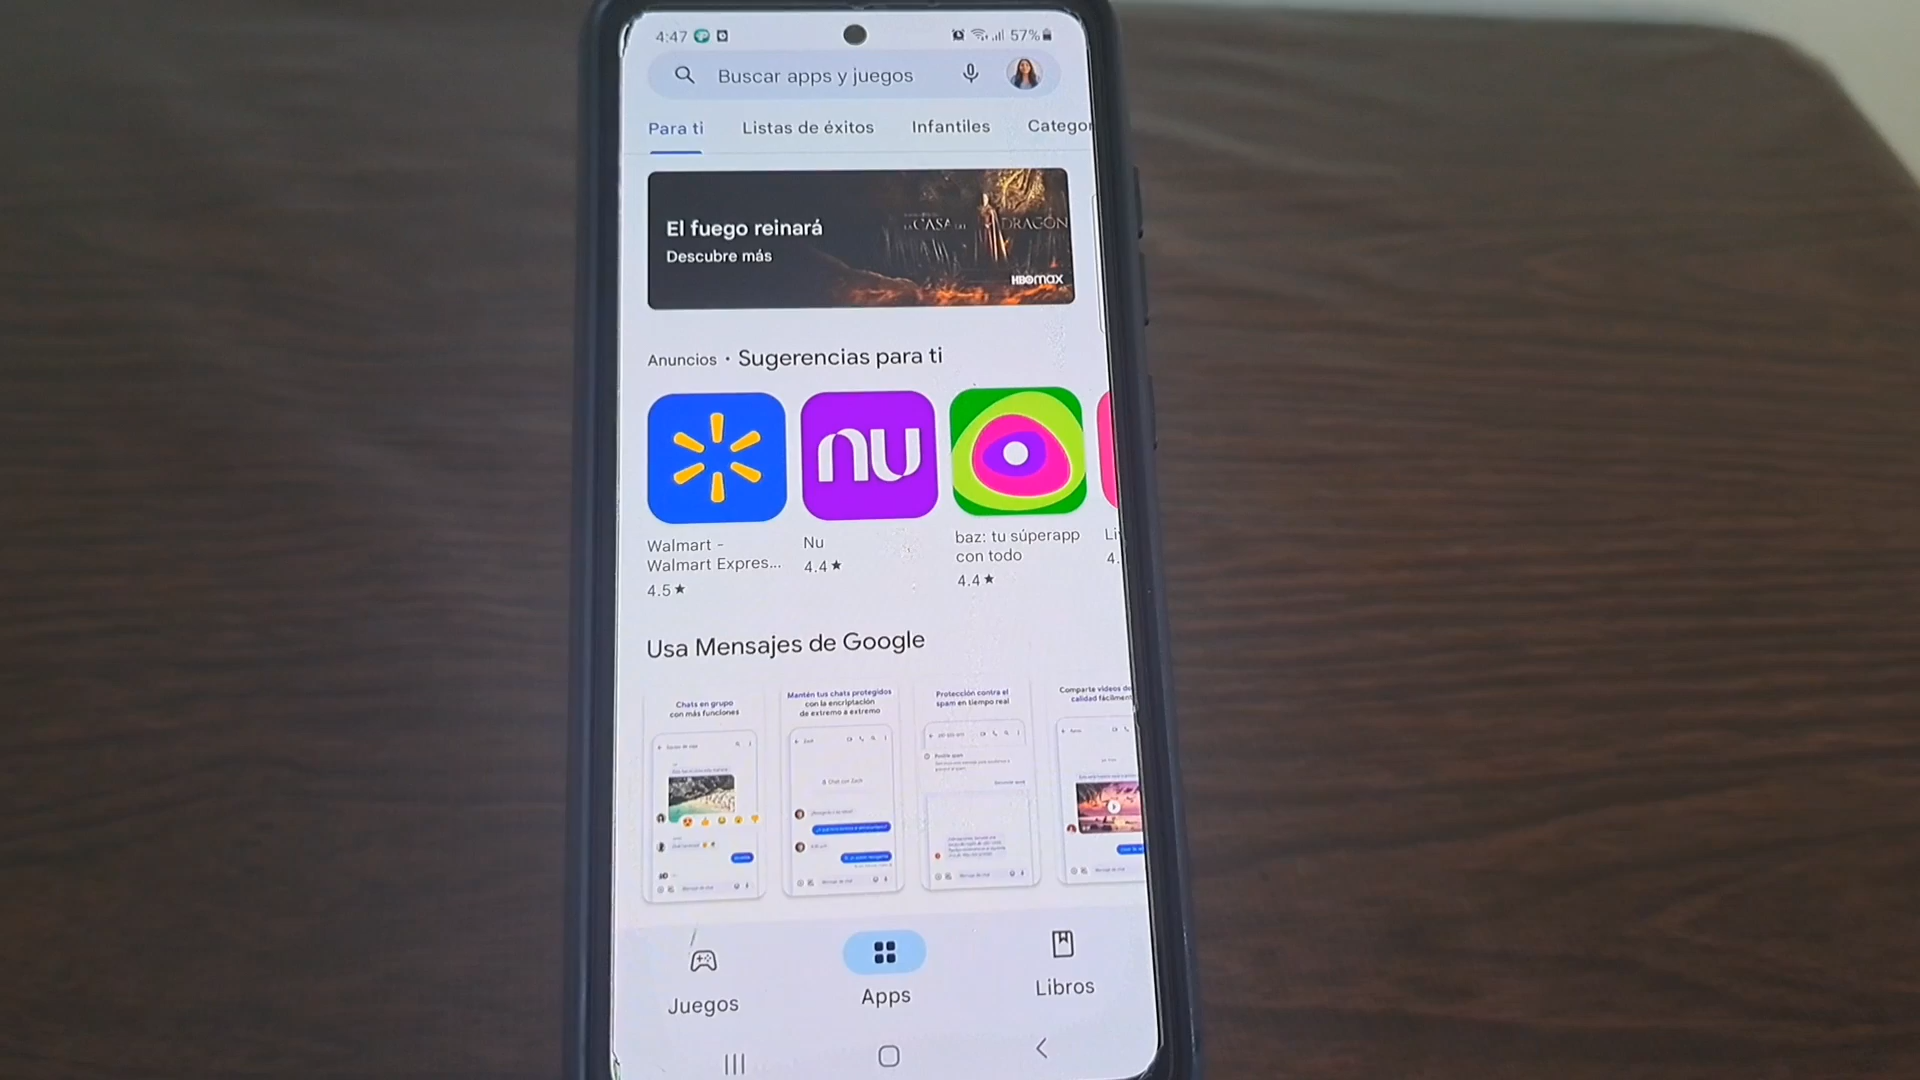 4:47
57%
Buscar apps y juegos
Para ti
Listas de éxitos
Infantiles
Categor
El fuego reinará
Descubre más
LA CASA DEL DRAGÓN
HBOmax
Anuncios · Sugerencias para ti
nu
Walmart -
Walmart Expres...
4.5★
Nu
4.4★
baz: tu súperapp
con todo
4.4★
Li
4.
Usa Mensajes de Google
Chats en grupo
con más funciones
Mantén tus chats protegidos
con la encriptación
de extremo a extremo
Protección contra el
spam en tiempo real
Comparte videos de
calidad fácilment
Juegos
Apps
Libros